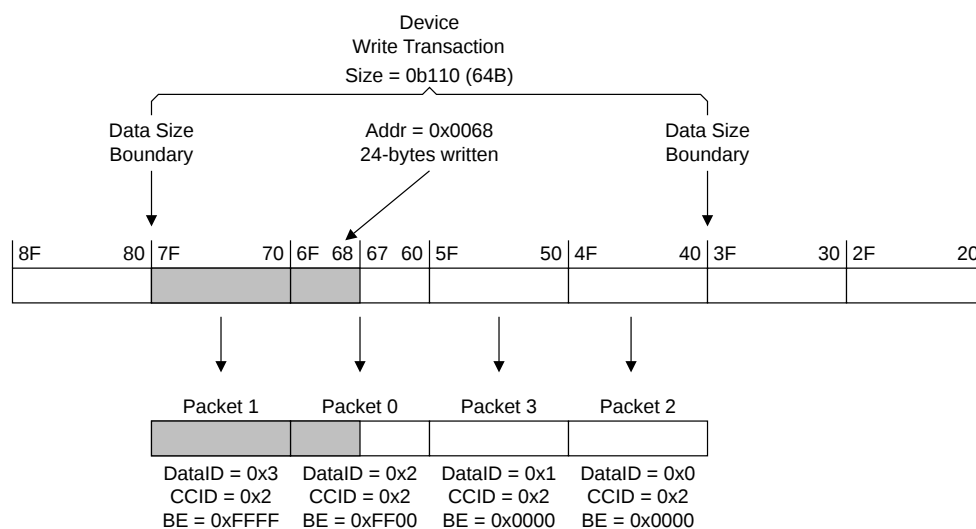 Device
Write Transaction
Size = 0b110 (64B)
Data Size
Boundary
Addr = 0x0068
24-bytes written
Data Size
Boundary
8F 80 7F 70 6F 68 67 60 5F 50 4F 40 3F 30 2F 20
Packet 1 Packet 0 Packet 3 Packet 2
DataID = 0x3 DataID = 0x2 DataID = 0x1 DataID = 0x0
CCID = 0x2 CCID = 0x2 CCID = 0x2 CCID = 0x2
BE = 0xFFFF BE = 0xFF00 BE = 0x0000 BE = 0x0000